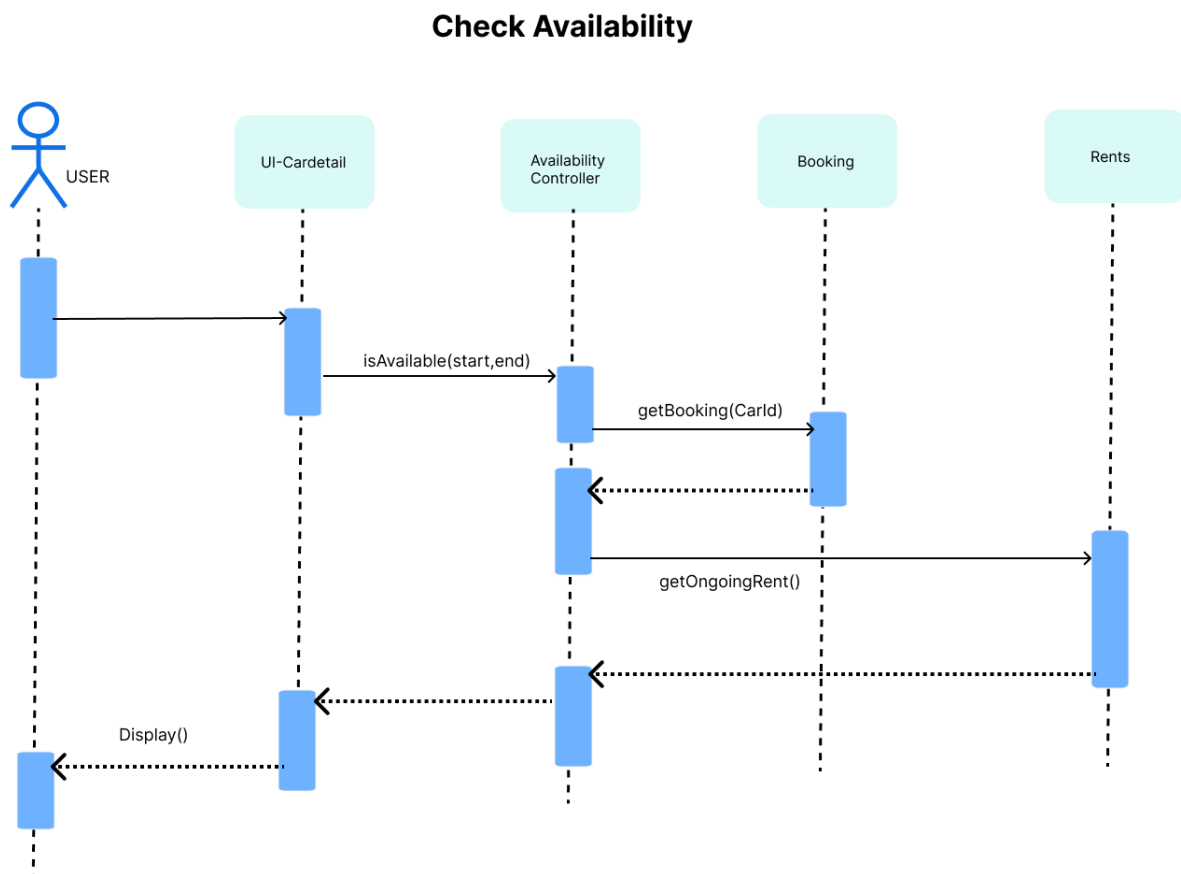 Check Availability
USER
UI-Cardetail
Availability
Controller
Booking
Rents
isAvailable(start,end)
getBooking(CarId)
getOngoingRent()
Display()